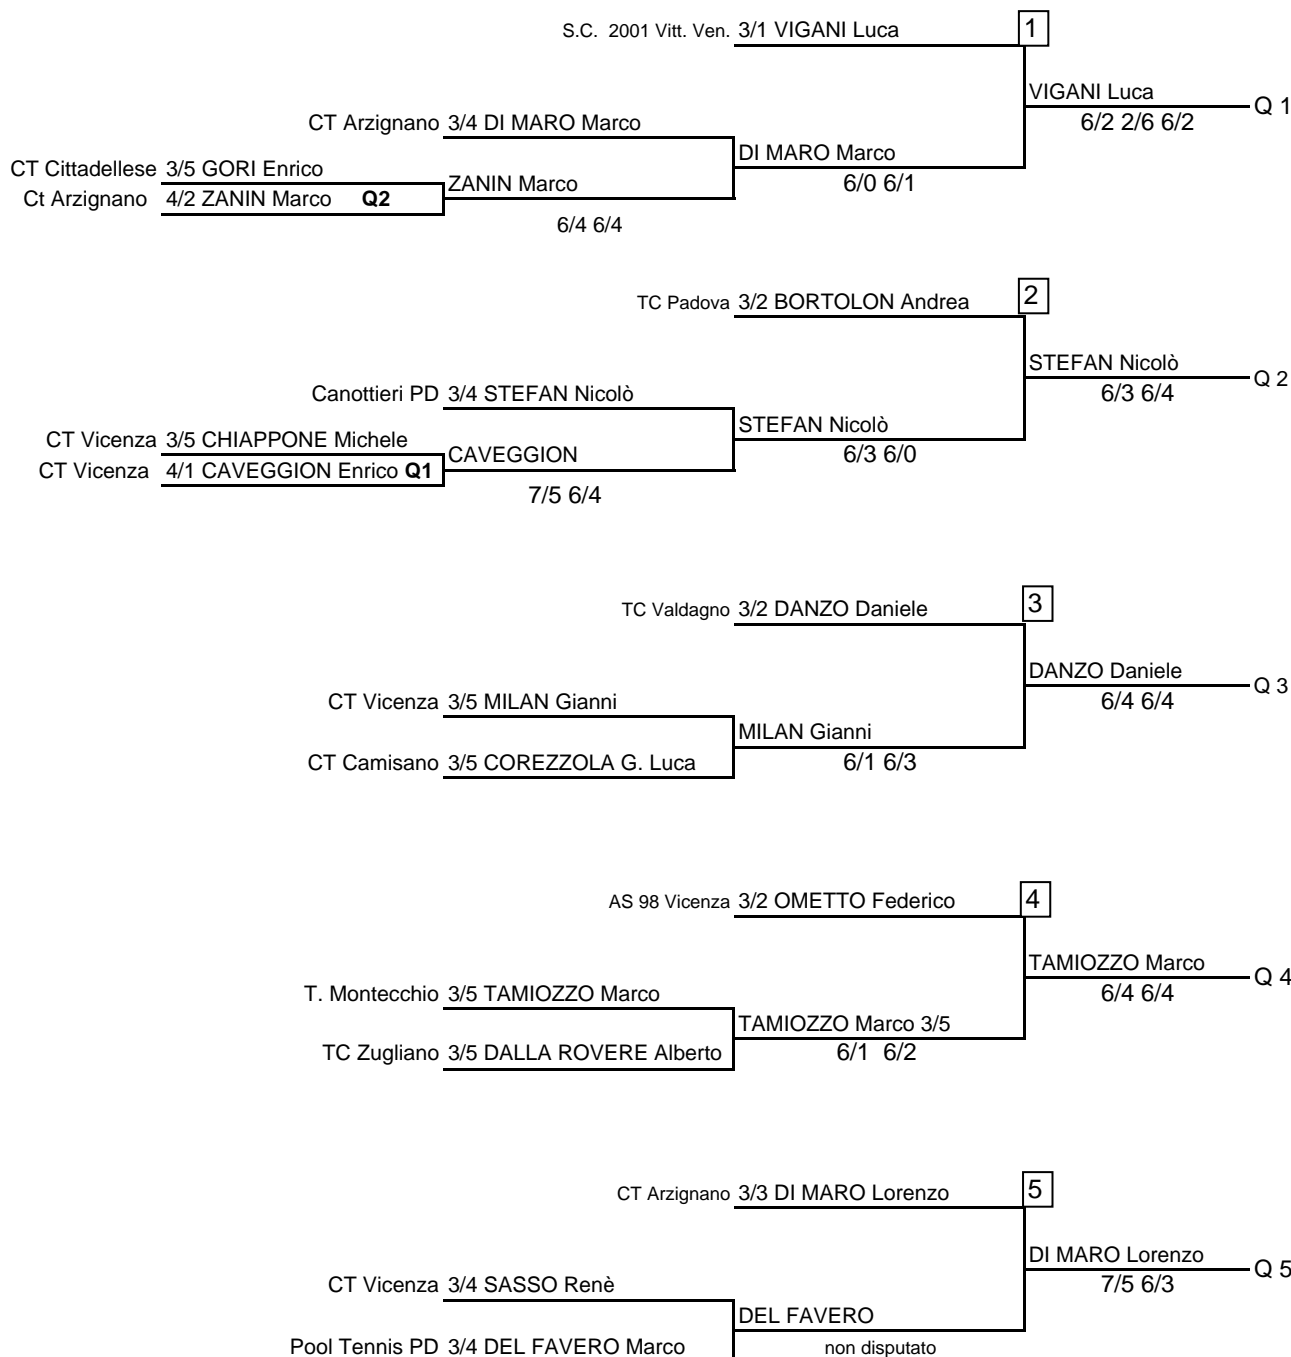 S.C. 2001 Vitt. Ven. 3/1 VIGANI Luca 1
VIGANI Luca Q 1
6/2 2/6 6/2
CT Arzignano 3/4 DI MARO Marco
DI MARO Marco
6/0 6/1
CT Cittadellese 3/5 GORI Enrico
ZANIN Marco
Ct Arzignano 4/2 ZANIN Marco Q2
6/4 6/4
TC Padova 3/2 BORTOLON Andrea 2
STEFAN Nicolò Q 2
6/3 6/4
Canottieri PD 3/4 STEFAN Nicolò
STEFAN Nicolò
6/3 6/0
CT Vicenza 3/5 CHIAPPONE Michele
CAVEGGION
CT Vicenza 4/1 CAVEGGION Enrico Q1
7/5 6/4
TC Valdagno 3/2 DANZO Daniele 3
DANZO Daniele Q 3
6/4 6/4
CT Vicenza 3/5 MILAN Gianni
MILAN Gianni
6/1 6/3
CT Camisano 3/5 COREZZOLA G. Luca
AS 98 Vicenza 3/2 OMETTO Federico 4
TAMIOZZO Marco Q 4
6/4 6/4
T. Montecchio 3/5 TAMIOZZO Marco
TAMIOZZO Marco 3/5
6/1 6/2
TC Zugliano 3/5 DALLA ROVERE Alberto
CT Arzignano 3/3 DI MARO Lorenzo 5
DI MARO Lorenzo Q 5
7/5 6/3
CT Vicenza 3/4 SASSO Renè
DEL FAVERO
Pool Tennis PD 3/4 DEL FAVERO Marco
non disputato